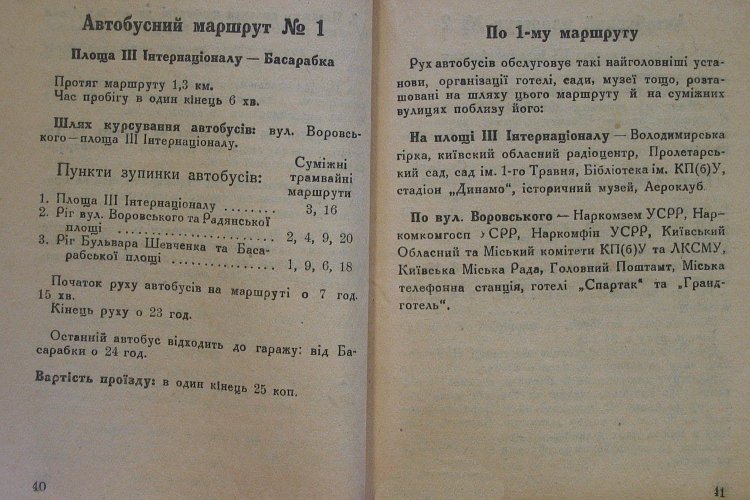 Автобусний маршрут № 1
Площа III Інтернаціоналу — Басарабка
Протяг маршруту 1,3 км.
Час пробігу в один кінець 6 хв.
Шлях курсування автобусів: вул. Воровсь-
кого—площа III Інтернаціоналу.
Пункти зупинки автобусів:
Суміжні
трамвайні
маршрути
1. Площа III Інтернаціоналу ........ 3, 16
2. Ріг вул. Воровського та Радянської
площі ........................ 2, 4, 9, 20
3. Ріг Бульвара Шевченка та Баса-
рабської площі ............. 1, 9, 6, 18
Початок руху автобусів на маршруті о 7 год.
15 хв.
Кінець руху о 23 год.
Останній автобус відходить до гаражу: від Ба-
сарабки о 24 год.
Вартість проїзду: в один кінець 25 коп.
40
По 1-му маршруту
Рух автобусів обслуговує такі найголовніші уста-
нови, організації готелі, сади, музеї тощо, розта-
шовані на шляху цього маршруту й на суміжних
вулицях поблизу його:
На площі III Інтернаціоналу — Володимирська
гірка, київский обласний радіоцентр, Пролетарсь-
кий сад, сад ім. 1-го Травня, Бібліотека ім. КП(б)У,
стадіон „Динамо“, історичний музей, Аероклуб.
По вул. Воровського — Наркомзем УСРР, Нар-
комкомгосп УСРР, Наркомфін УСРР, Київський
Обласний та Міський комітети КП(б)У та ЛКСМУ,
Київська Міська Рада, Головний Поштамт, Міська
телефонна станція, готелі „Спартак“ та „Гранд-
готель“.
41